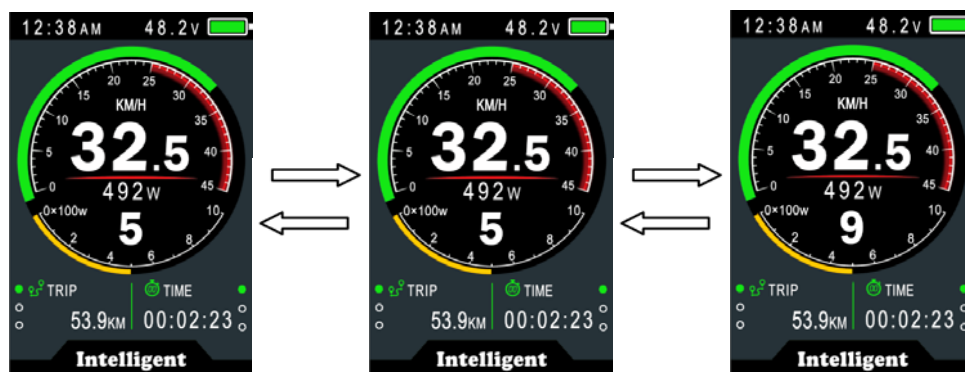 12:38AM 48.2V
20 25
15 30
KM/H
10 35
32.5
5 40
0 45
492W
0×100w 10
5
2 8
4 6
TRIP TIME
53.9KM 00:02:23
Intelligent
12:38AM 48.2V
20 25
15 30
KM/H
10 35
32.5
5 40
0 45
492W
0×100w 10
5
2 8
4 6
TRIP TIME
53.9KM 00:02:23
Intelligent
12:38AM 48.2V
20 25
15 30
KM/H
10 35
32.5
5 40
0 45
492W
0×100w 10
9
2 8
4 6
TRIP TIME
53.9KM 00:02:23
Intelligent